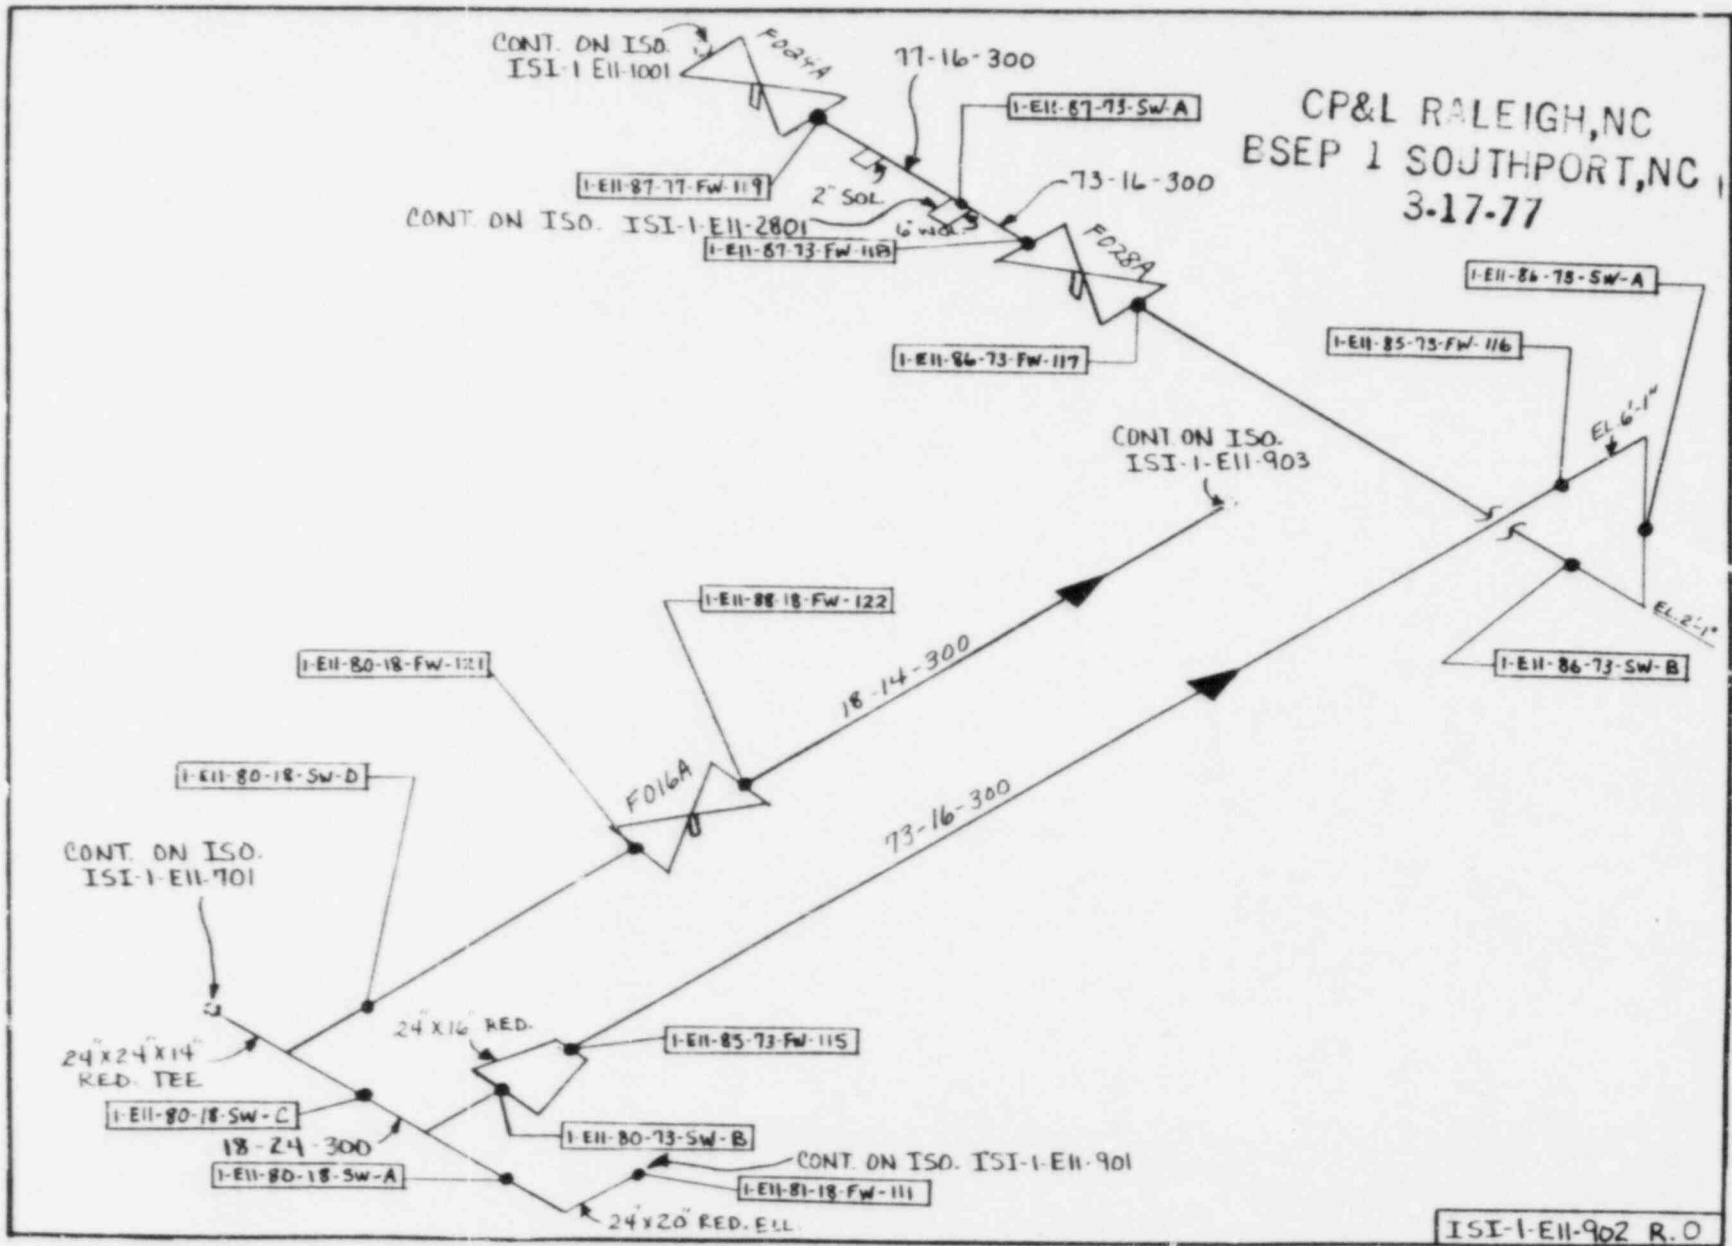 CONT. ON ISO.
ISI-1 E11-1001
F024A
77-16-300
1-E11-87-73-SW-A
CP&L RALEIGH,NC
BSEP 1 SOUTHPORT,NC
3-17-77
1-E11-87-77-FW-119
2" SOL.
73-16-300
CONT. ON ISO. ISI-1-E11-2801
6" WOL.
1-E11-87-73-FW-118
F028A
1-E11-86-73-SW-A
1-E11-85-73-FW-116
1-E11-86-73-FW-117
EL. 6'-1"
CONT. ON ISO.
ISI-1-E11-903
1-E11-88-18-FW-122
EL. 2'-1"
1-E11-80-18-FW-121
1-E11-86-73-SW-B
18-14-300
1-E11-80-18-SW-D
F016A
73-16-300
CONT. ON ISO.
ISI-1-E11-701
24"X16" RED.
1-E11-85-73-FW-115
24"X24"X14"
RED. TEE
1-E11-80-18-SW-C
18-24-300
1-E11-80-73-SW-B
1-E11-80-18-SW-A
CONT. ON ISO. ISI-1-E11-901
1-E11-81-18-FW-111
24"X20" RED. ELL.
ISI-1-E11-902 R.0